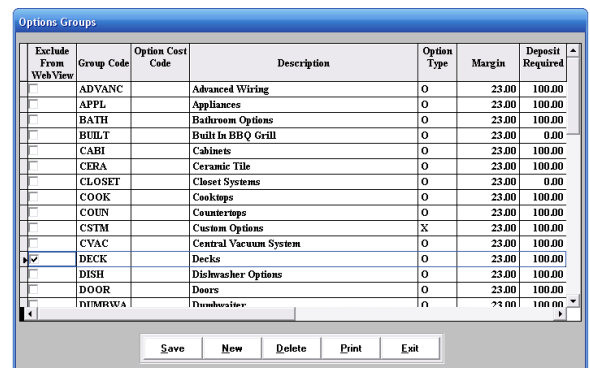 Options Groups
Exclude From WebView Group Code Option Cost Code Description Option Type Margin Deposit Required
ADVANC Advanced Wiring O 23.00 100.00
APPL Appliances O 23.00 100.00
BATH Bathroom Options O 23.00 100.00
BUILT Built In BBQ Grill O 23.00 0.00
CABI Cabinets O 23.00 100.00
CERA Ceramic Tile O 23.00 100.00
CLOSET Closet Systems O 23.00 0.00
COOK Cooktops O 23.00 100.00
COUN Countertops O 23.00 100.00
CSTM Custom Options X 23.00 100.00
CVAC Central Vacuum System O 23.00 100.00
DECK Decks O 23.00 100.00
DISH Dishwasher Options O 23.00 100.00
DOOR Doors O 23.00 100.00
DUMBWA Dumbwaiter O 23.00 100.00
Save New Delete Print Exit